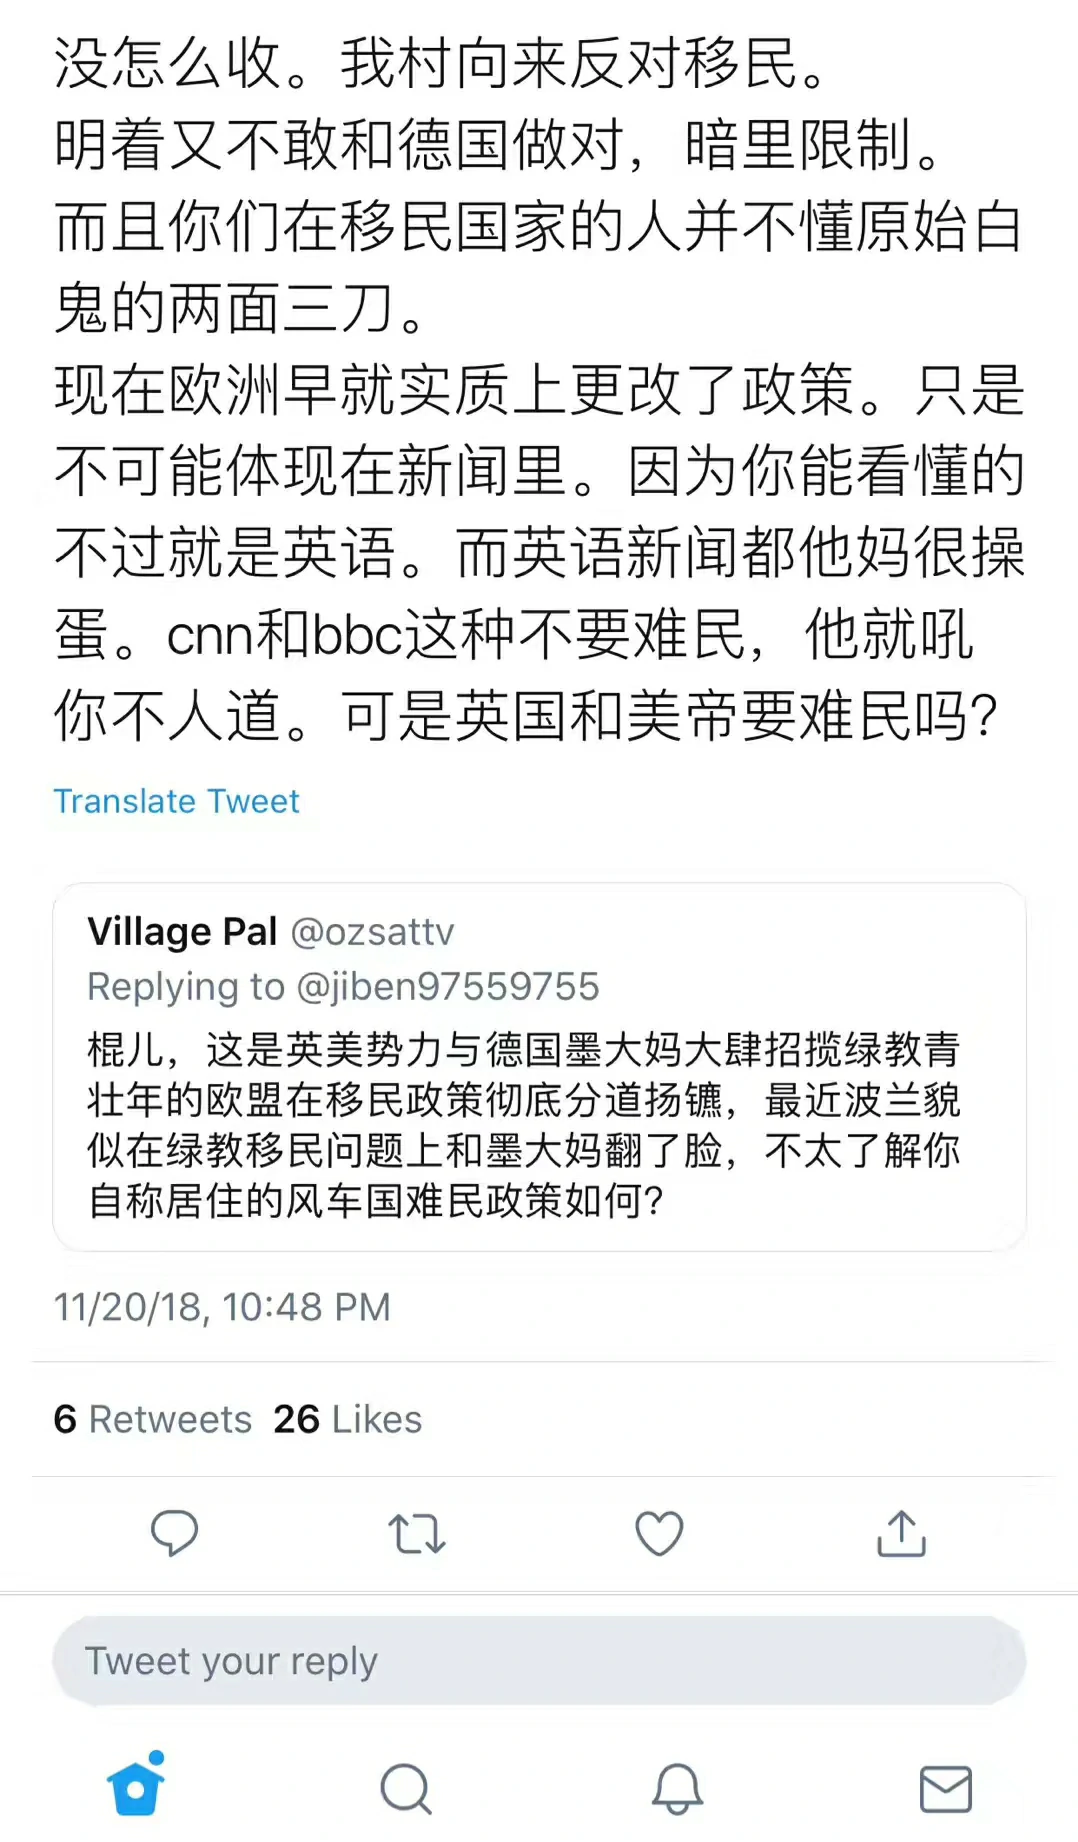 没怎么收。我村向来反对移民。
明着又不敢和德国做对，暗里限制。
而且你们在移民国家的人并不懂原始白
鬼的两面三刀。
现在欧洲早就实质上更改了政策。只是
不可能体现在新闻里。因为你能看懂的
不过就是英语。而英语新闻都他妈很操
蛋。cnn和bbc这种不要难民，他就吼
你不人道。可是英国和美帝要难民吗？
Translate Tweet
Village Pal @ozsattv
Replying to @jiben97559755
棍儿，这是英美势力与德国墨大妈大肆招揽绿教青
壮年的欧盟在移民政策彻底分道扬镳，最近波兰貌
似在绿教移民问题上和墨大妈翻了脸，不太了解你
自称居住的风车国难民政策如何？
11/20/18, 10:48 PM
6 Retweets 26 Likes
Tweet your reply